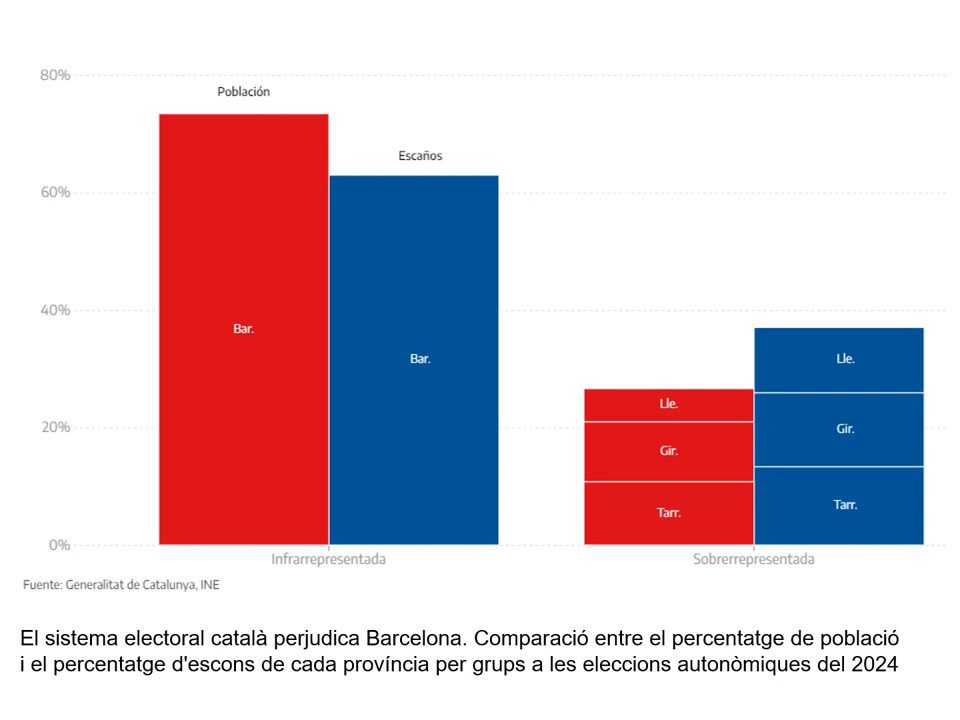 80%
Población
Escaños
60%
40%
Bar.
Bar.
Lle.
Lle.
20%
Gir.
Gir.
Tarr.
Tarr.
0%
Infrarrepresentada
Sobrerrepresentada
Fuente: Generalitat de Catalunya, INE
El sistema electoral català perjudica Barcelona. Comparació entre el percentatge de població
i el percentatge d'escons de cada província per grups a les eleccions autonòmiques del 2024